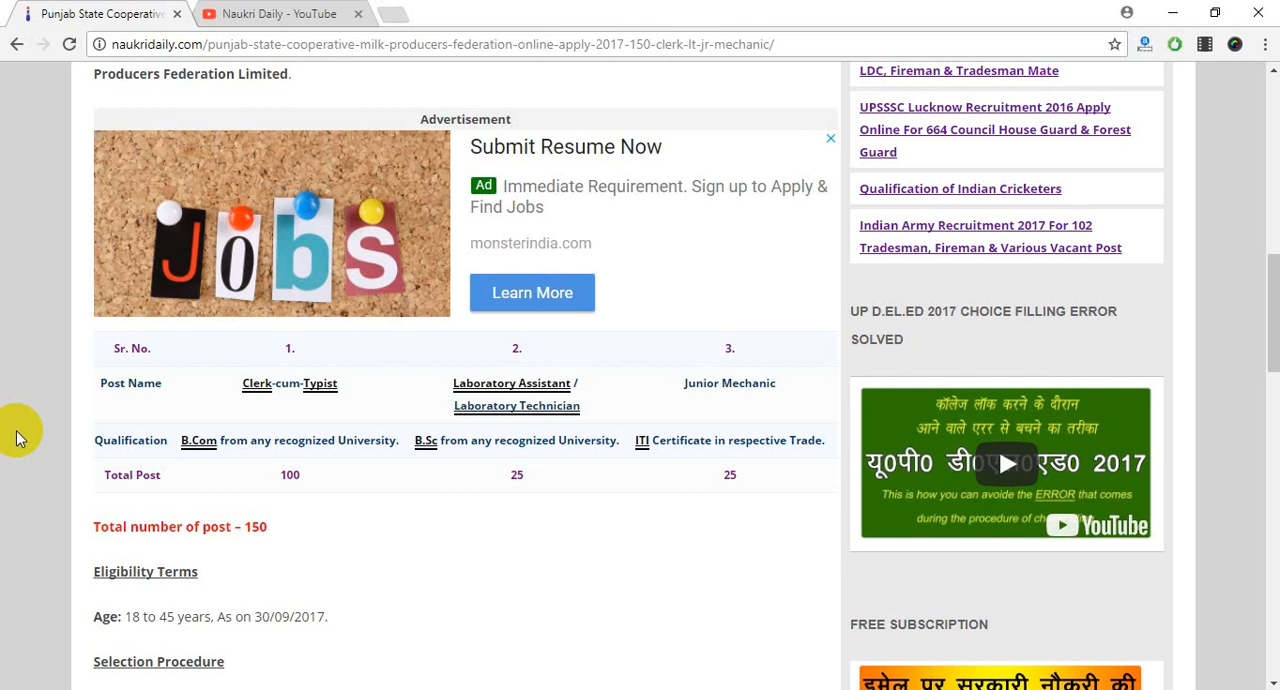 Punjab State Cooperative
Naukri Daily - YouTube
naukridaily.com/punjab-state-cooperative-milk-producers-federation-online-apply-2017-150-clerk-lt-jr-mechanic/
Producers Federation Limited.
Advertisement
Jobs
Submit Resume Now
Ad Immediate Requirement. Sign up to Apply &
Find Jobs
monsterindia.com
Learn More
Sr. No. 1. 2. 3.
Post Name Clerk-cum-Typist Laboratory Assistant / Junior Mechanic
Laboratory Technician
Qualification B.Com from any recognized University. B.Sc from any recognized University. ITI Certificate in respective Trade.
Total Post 100 25 25
Total number of post – 150
Eligibility Terms
Age: 18 to 45 years, As on 30/09/2017.
Selection Procedure
LDC, Fireman & Tradesman Mate
UPSSSC Lucknow Recruitment 2016 Apply
Online For 664 Council House Guard & Forest
Guard
Qualification of Indian Cricketers
Indian Army Recruitment 2017 For 102
Tradesman, Fireman & Various Vacant Post
UP D.EL.ED 2017 CHOICE FILLING ERROR
SOLVED
कॉलेज लॉक करने के दौरान
आने वाले एरर से बचने का तरीका
यू0पी0 2017
This is how you can avoide the ERROR that comes
during the procedure of
YouTube
FREE SUBSCRIPTION
इमेल पर सरकारी नौकरी की